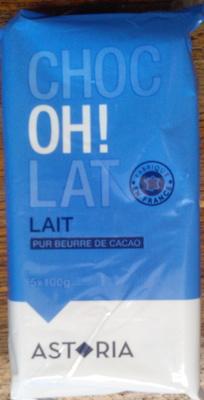 CHOC
OH!
LAT
FABRIQUÉ
EN FRANCE
LAIT
PUR BEURRE DE CACAO
5x100g
ASTORIA